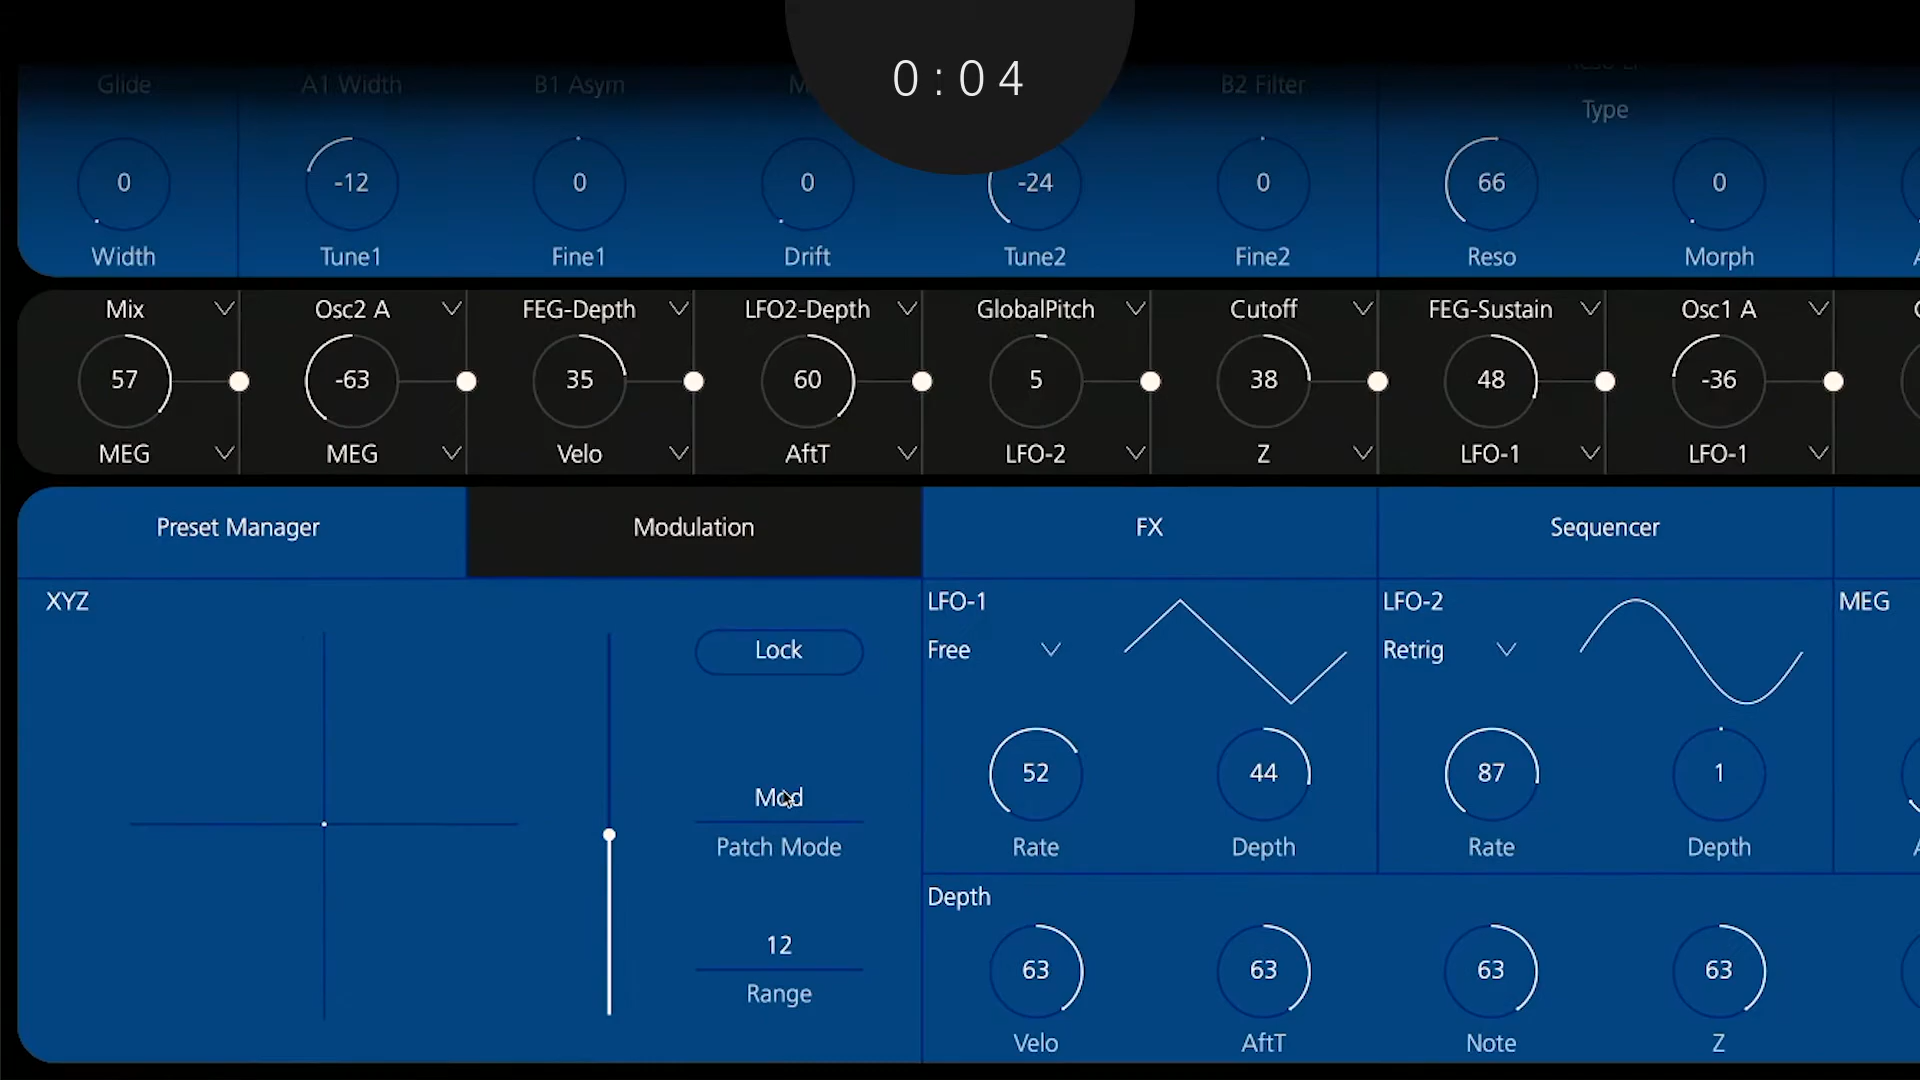 0:04
Glide A1 Width B1 Asym B2 Filter
Type
0 -12 0 0 -24 0 66 0
Width Tune1 Fine1 Drift Tune2 Fine2 Reso Morph
Mix Osc2 A FEG-Depth LFO2-Depth GlobalPitch Cutoff FEG-Sustain Osc1 A
57 -63 35 60 5 38 48 -36
MEG MEG Velo AftT LFO-2 Z LFO-1 LFO-1
Preset Manager Modulation FX Sequencer
XYZ LFO-1 LFO-2 MEG
Lock Free Retrig
52 44 87 1
Mod
Patch Mode Rate Depth Rate Depth
Depth
12
63 63 63 63
Range
Velo AftT Note Z